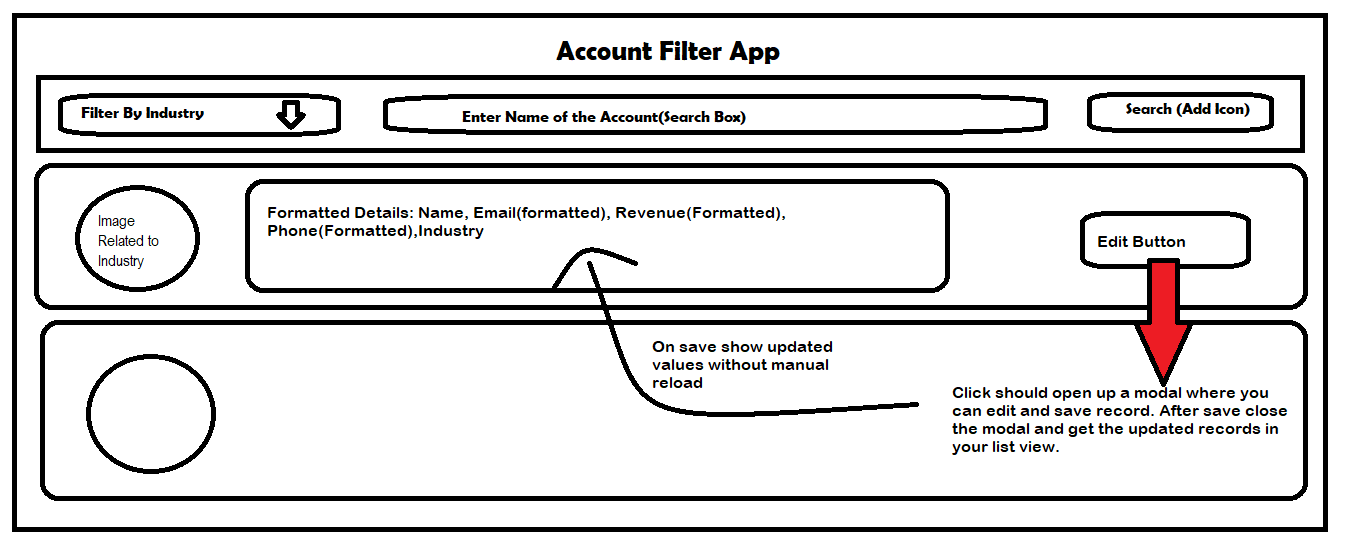 Account Filter App
Filter By Industry
Enter Name of the Account(Search Box)
Search (Add Icon)
Image
Related to
Industry
Formatted Details: Name, Email(formatted), Revenue(Formatted),
Phone(Formatted),Industry
Edit Button
On save show updated
values without manual
reload
Click should open up a modal where you
can edit and save record. After save close
the modal and get the updated records in
your list view.